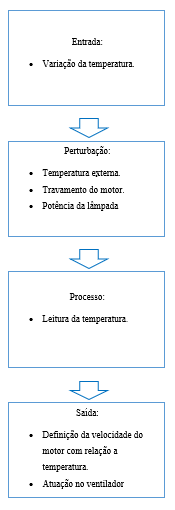 Entrada:
• Variação da temperatura.
Perturbação:
• Temperatura externa.
• Travamento do motor.
• Potência da lâmpada
Processo:
• Leitura da temperatura.
Saída:
• Definição da velocidade do
motor com relação a
temperatura.
• Atuação no ventilador